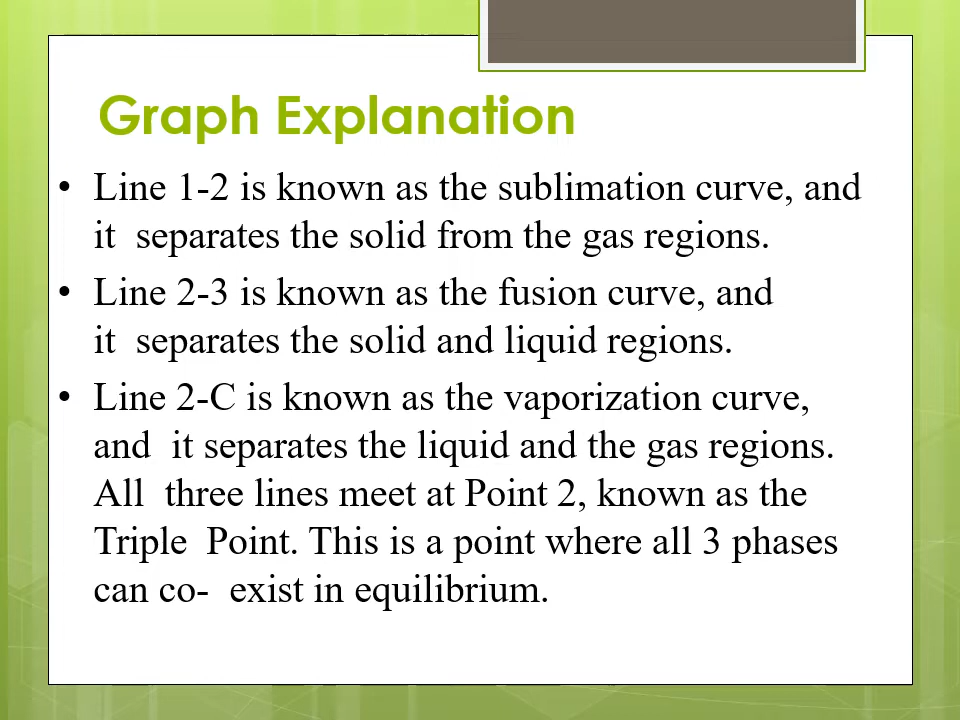 Graph Explanation
• Line 1-2 is known as the sublimation curve, and
it  separates the solid from the gas regions.
• Line 2-3 is known as the fusion curve, and
it  separates the solid and liquid regions.
• Line 2-C is known as the vaporization curve,
and  it separates the liquid and the gas regions.
All  three lines meet at Point 2, known as the
Triple  Point. This is a point where all 3 phases
can co-  exist in equilibrium.